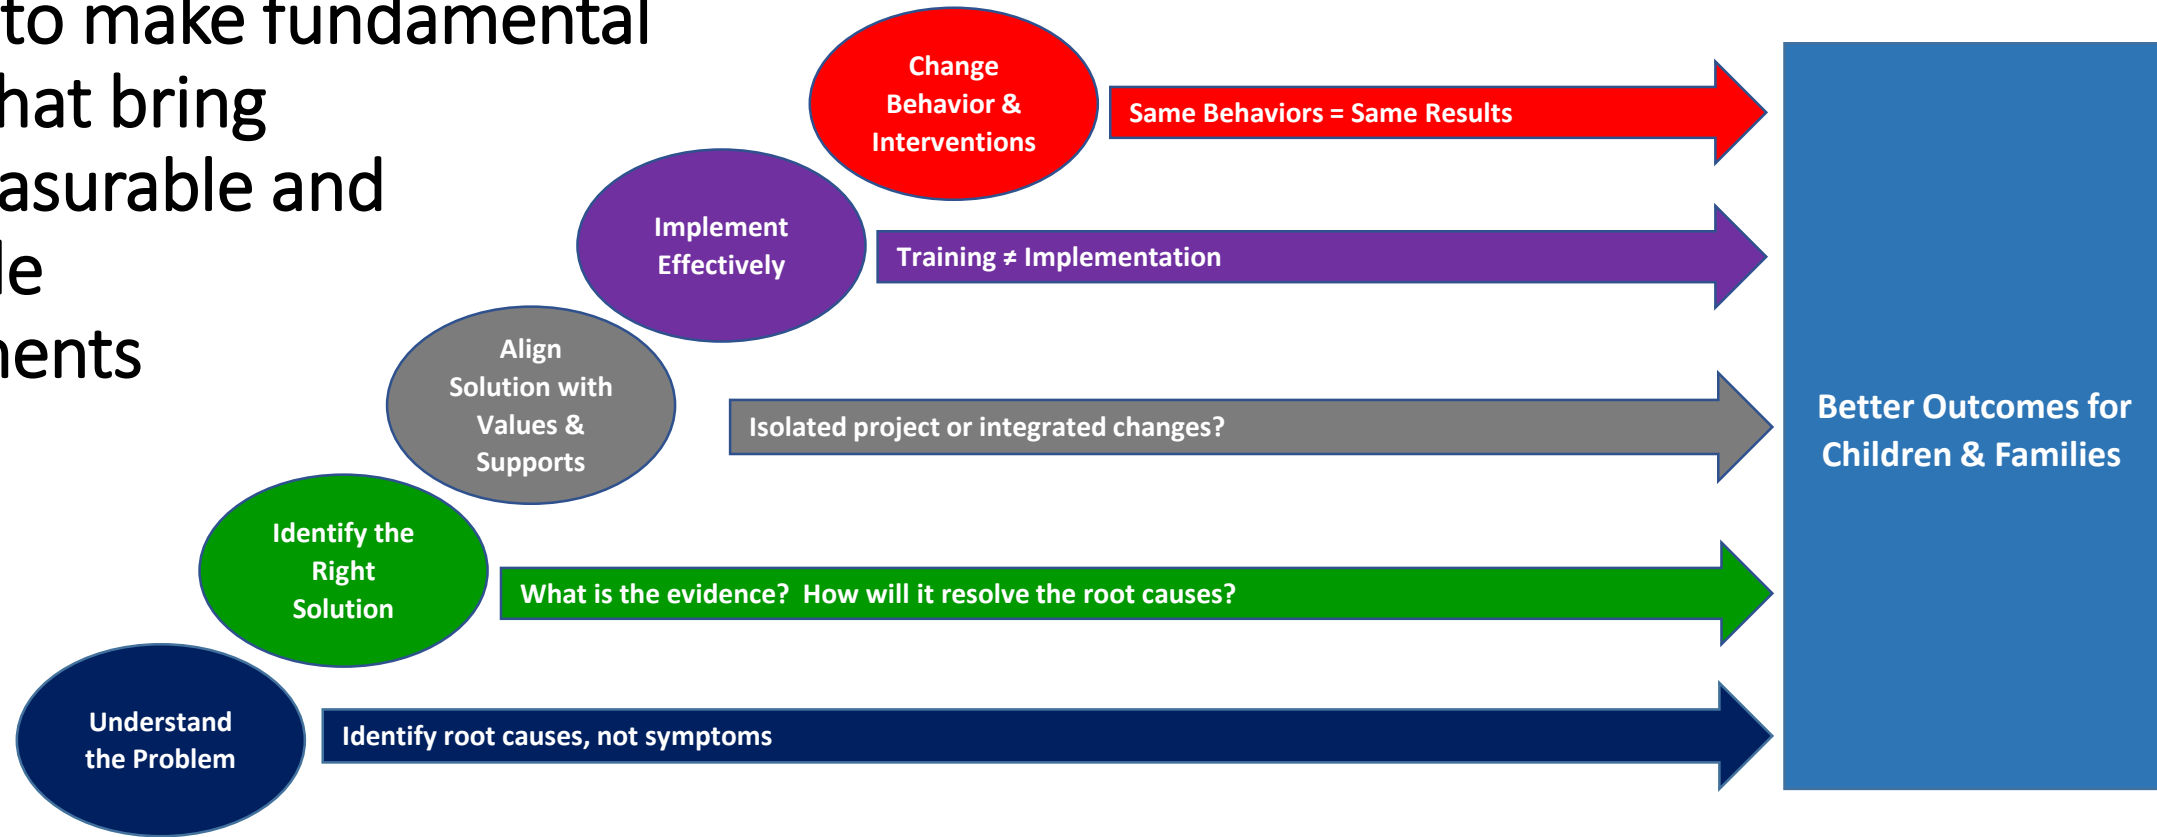 to make fundamental
hat bring
asurable and
le
nents
Change
Behavior &
Interventions
Same Behaviors = Same Results
Implement
Effectively
Training ≠ Implementation
Align
Solution with
Values &
Supports
Isolated project or integrated changes?
Identify the
Right
Solution
What is the evidence?  How will it resolve the root causes?
Understand
the Problem
Identify root causes, not symptoms
Better Outcomes for
Children & Families